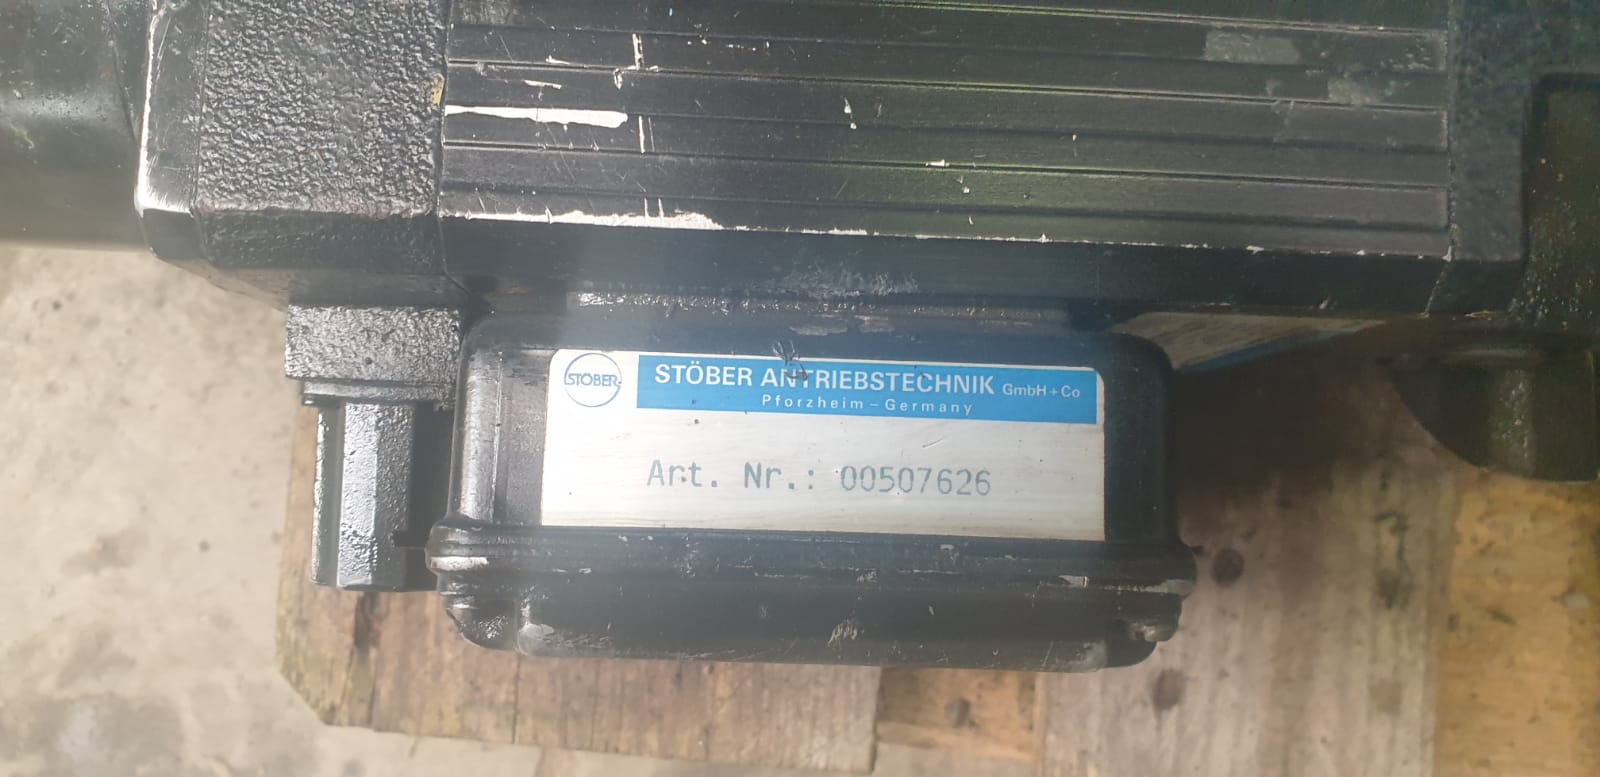 STÖBER
STÖBER ANTRIEBSTECHNIK GmbH + Co
Pforzheim – Germany
Art. Nr.: 00507626